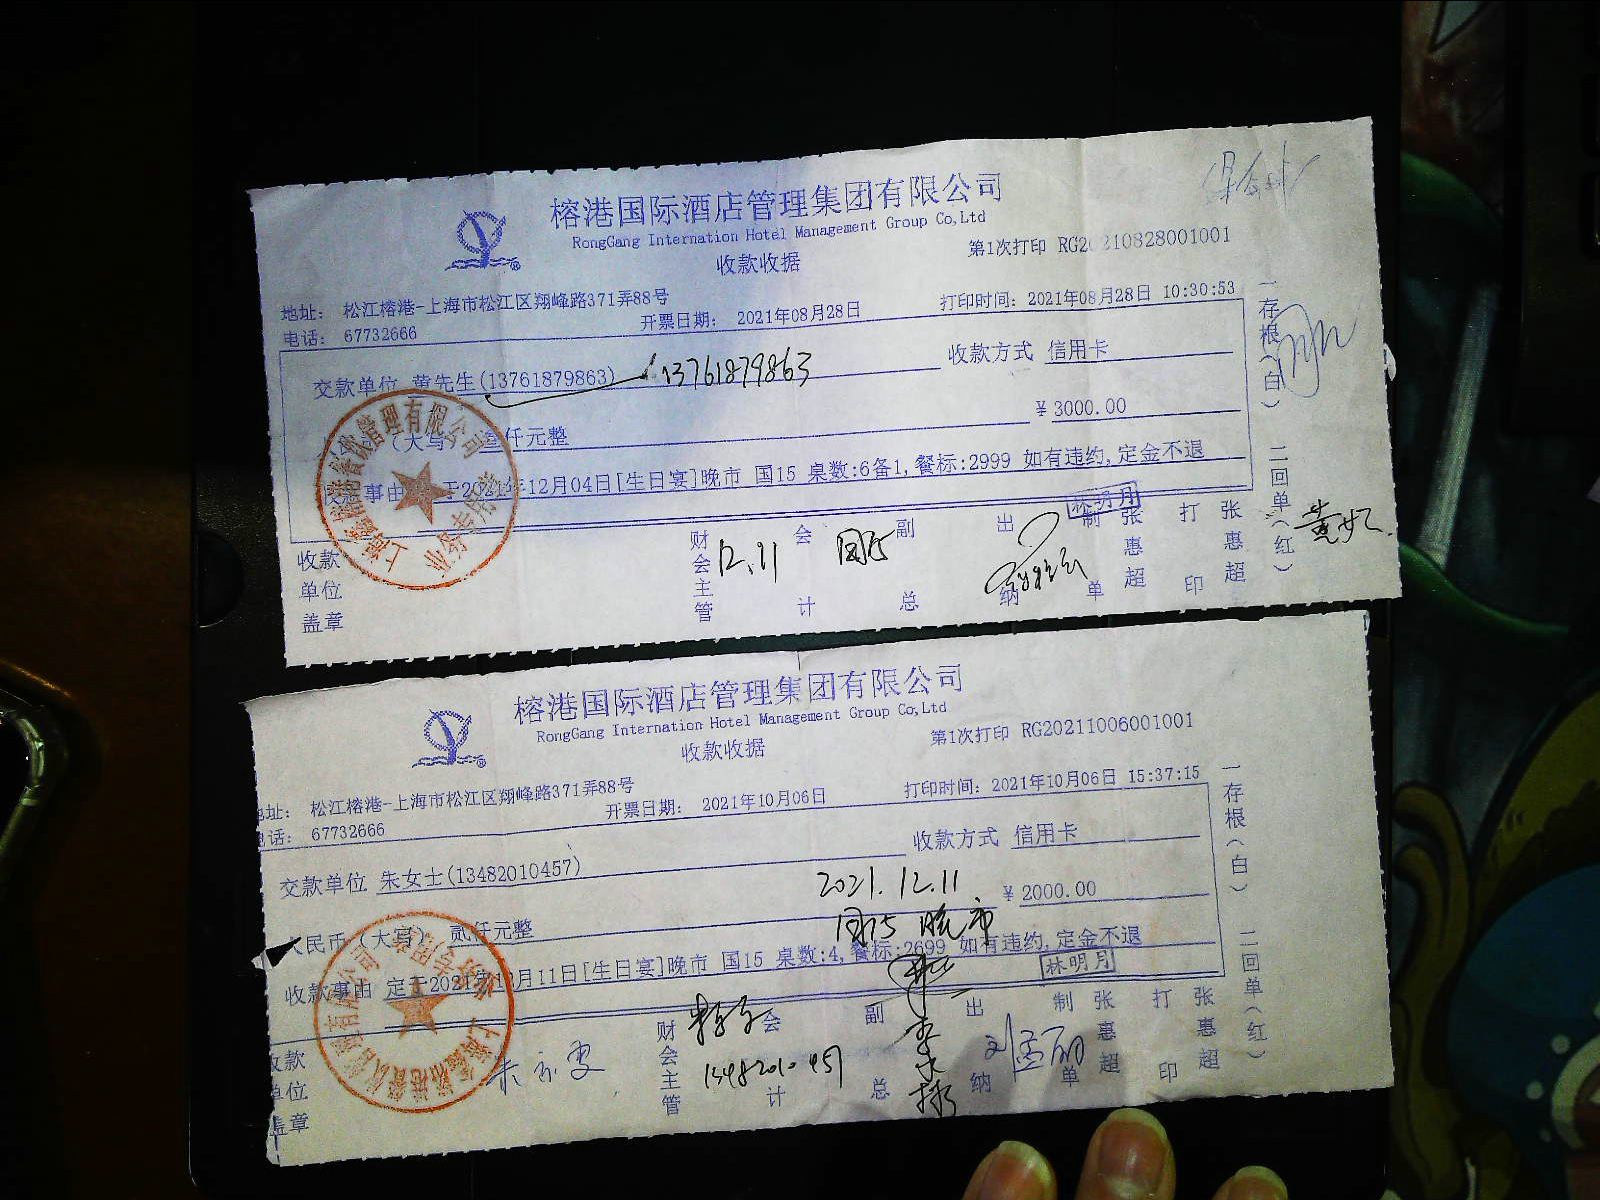 榕港国际酒店管理集团有限公司
RongGang Internation Hotel Management Group Co,Ltd
收款收据
第1次打印 RG20210828001001
地址: 松江榕港-上海市松江区翔峰路371弄88号
电话: 67732666
开票日期: 2021年08月28日
打印时间: 2021年08月28日 10:30:53
交款单位 黄先生(13761879863) 13761879863
收款方式 信用卡
(大写) 叁仟元整
¥3000.00
事由 于2021年12月04日[生日宴]晚市 国15 桌数:6备1,餐标:2999 如有违约,定金不退
林明月
收款单位盖章
财会主管 12.11 会计 国15 副总 出纳 制单 张惠超 打印 张惠超
一存根(白) 二回单(红)
业务专用章
榕港国际酒店管理集团有限公司
RongGang Internation Hotel Management Group Co,Ltd
收款收据
第1次打印 RG20211006001001
地址: 松江榕港-上海市松江区翔峰路371弄88号
电话: 67732666
开票日期: 2021年10月06日
打印时间: 2021年10月06日 15:37:15
交款单位 朱女士(13482010457)
收款方式 信用卡
2021.12.11
人民币(大写) 贰仟元整
¥2000.00
国15 晚市
收款事由 定于2021年12月11日[生日宴]晚市 国15 桌数:4,餐标:2699 如有违约,定金不退
林明月
收款单位盖章
财会主管 会计 副总 出纳 制单 张惠超 打印 张惠超
13482010457
一存根(白) 二回单(红)